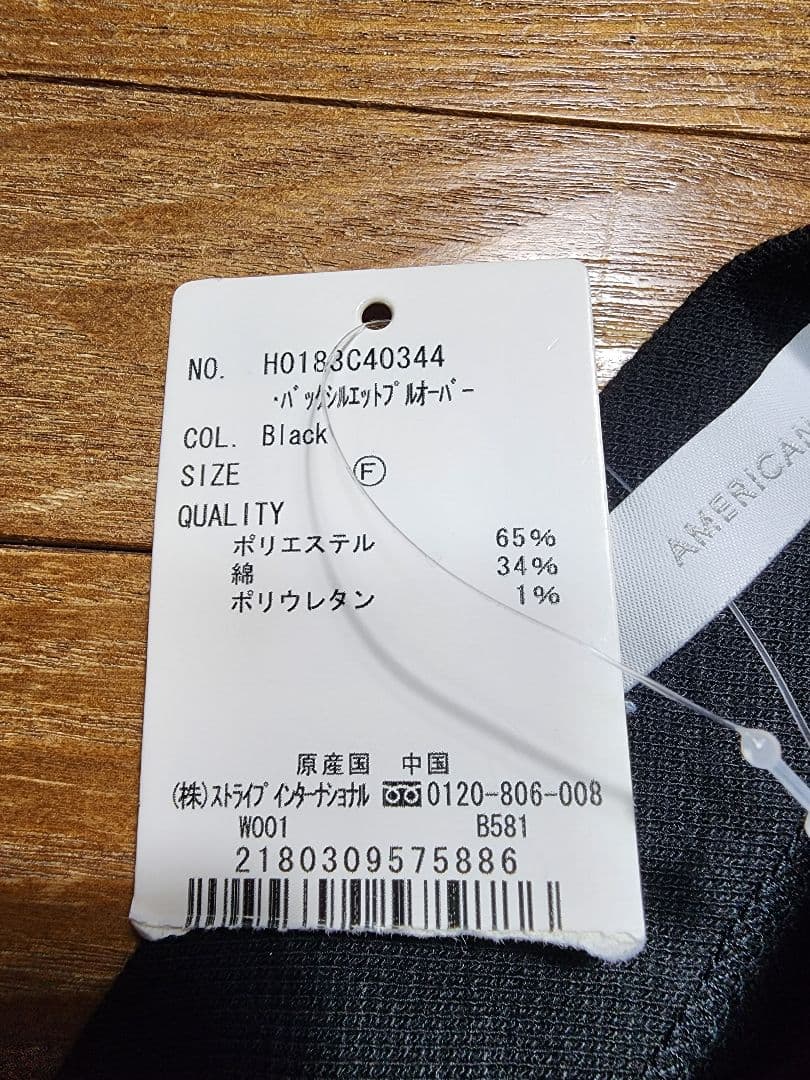 NO. H0183C40344
・バックシルエットプルオーバー
COL. Black
SIZE Ⓕ
QUALITY
ポリエステル 65%
綿 34%
ポリウレタン 1%
原産国 中国
(株)ストライプインターナショナル 0120-806-008
W001 B581
2180309575886
AMERICAN